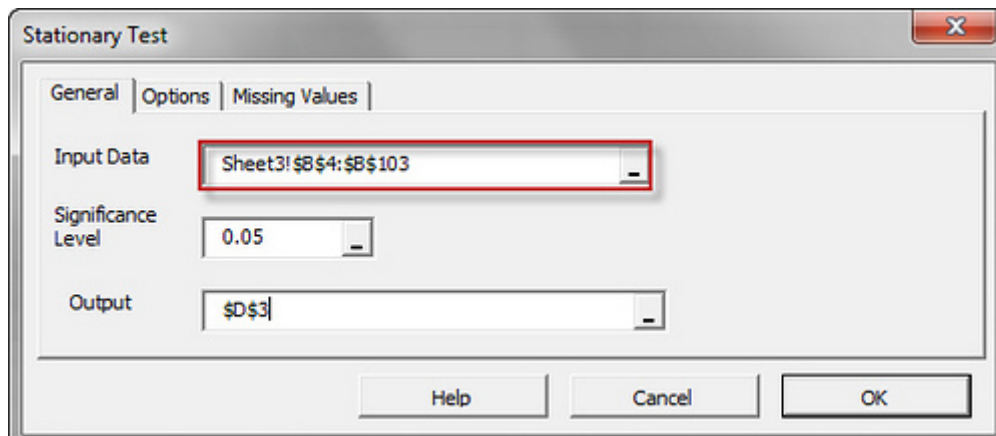 Stationary Test
General Options Missing Values
Input Data Sheet3!$B$4:$B$103
Significance
Level 0.05
Output $D$3
Help Cancel OK